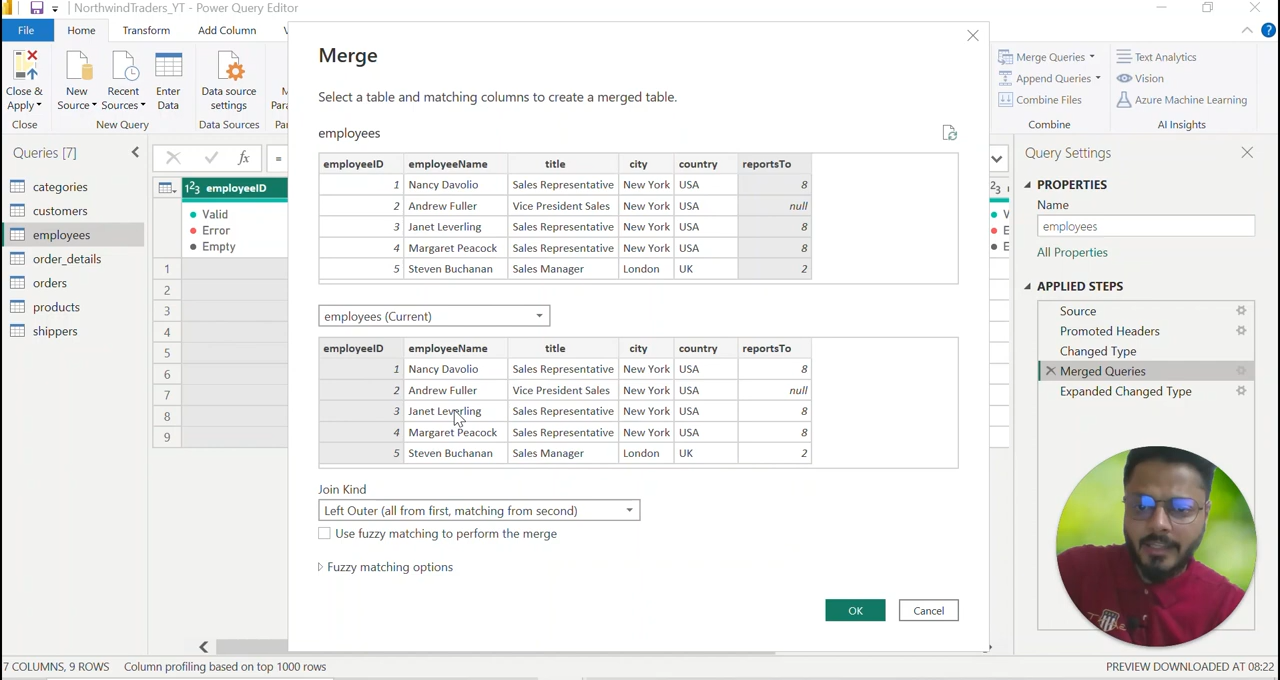 NorthwindTraders_YT - Power Query Editor
File Home Transform Add Column
Close & Apply
New Source
Recent Sources
Enter Data
Data source settings
Merge Queries
Append Queries
Combine Files
Text Analytics
Vision
Azure Machine Learning
Close
New Query
Data Sources
Combine
AI Insights
Queries [7]
categories
customers
employees
order_details
orders
products
shippers
fx =
1²3 employeeID
Valid
Error
Empty
1
2
3
4
5
6
7
8
9
Merge
Select a table and matching columns to create a merged table.
employees
employeeID employeeName title city country reportsTo
1 Nancy Davolio Sales Representative New York USA 8
2 Andrew Fuller Vice President Sales New York USA null
3 Janet Leverling Sales Representative New York USA 8
4 Margaret Peacock Sales Representative New York USA 8
5 Steven Buchanan Sales Manager London UK 2
employees (Current)
employeeID employeeName title city country reportsTo
1 Nancy Davolio Sales Representative New York USA 8
2 Andrew Fuller Vice President Sales New York USA null
3 Janet Leverling Sales Representative New York USA 8
4 Margaret Peacock Sales Representative New York USA 8
5 Steven Buchanan Sales Manager London UK 2
Join Kind
Left Outer (all from first, matching from second)
Use fuzzy matching to perform the merge
Fuzzy matching options
OK Cancel
Query Settings
PROPERTIES
Name
employees
All Properties
APPLIED STEPS
Source
Promoted Headers
Changed Type
Merged Queries
Expanded Changed Type
7 COLUMNS, 9 ROWS Column profiling based on top 1000 rows
PREVIEW DOWNLOADED AT 08:22